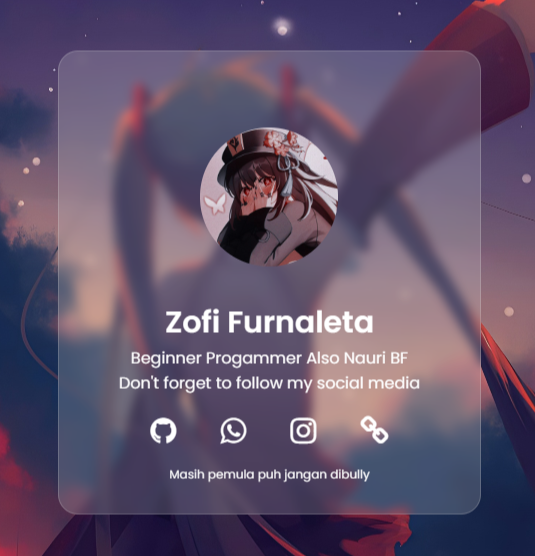 Zofi Furnaleta
Beginner Progammer Also Nauri BF
Don't forget to follow my social media
Masih pemula puh jangan dibully